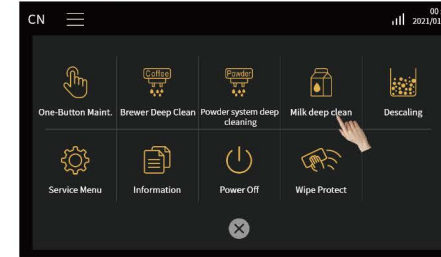 CN
00
2021/01
Coffee
Powder
One-Button Maint. Brewer Deep Clean Powder system deep Milk deep clean Descaling
cleaning
Service Menu Information Power Off Wipe Protect